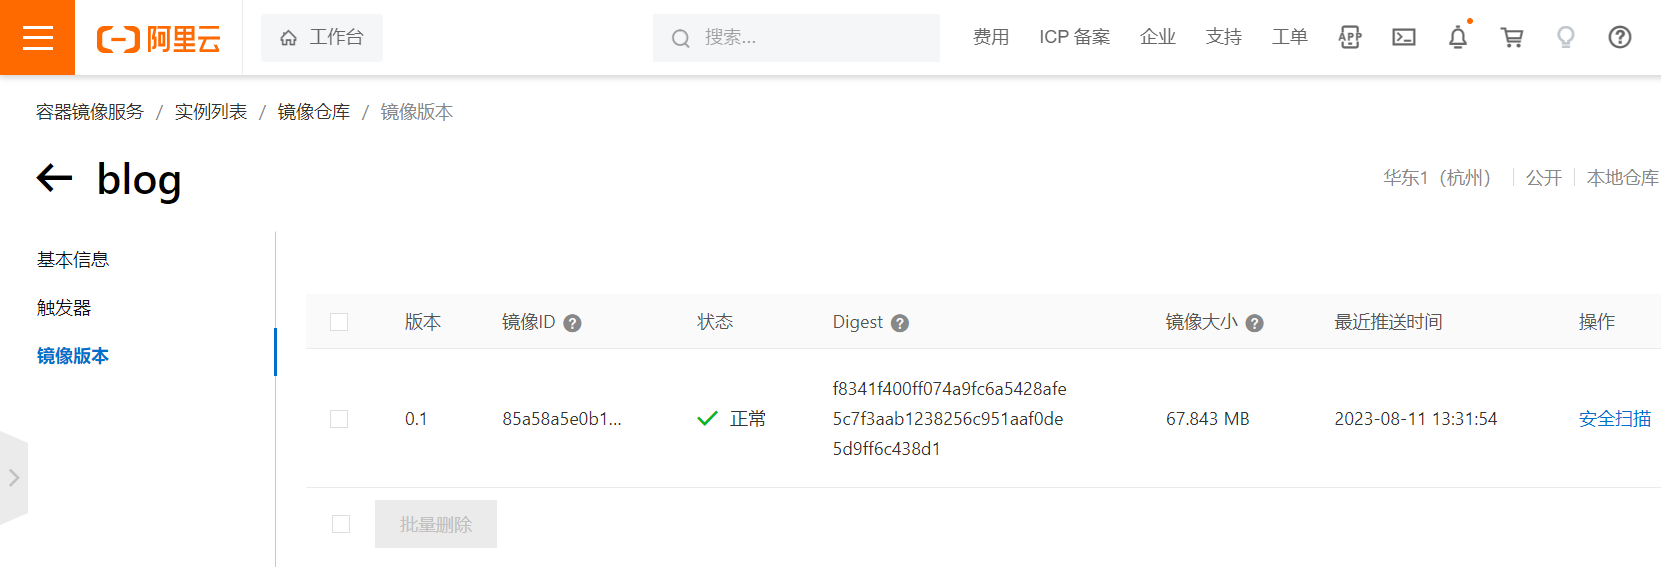 阿里云 工作台 搜索... 费用 ICP 备案 企业 支持 工单 APP
容器镜像服务 / 实例列表 / 镜像仓库 / 镜像版本
blog 华东1（杭州） 公开 本地仓库
基本信息
触发器
镜像版本
版本 镜像ID 状态 Digest 镜像大小 最近推送时间 操作
0.1 85a58a5e0b1... 正常 f8341f400ff074a9fc6a5428afe 67.843 MB 2023-08-11 13:31:54 安全扫描
5c7f3aab1238256c951aaf0de
5d9ff6c438d1
批量删除